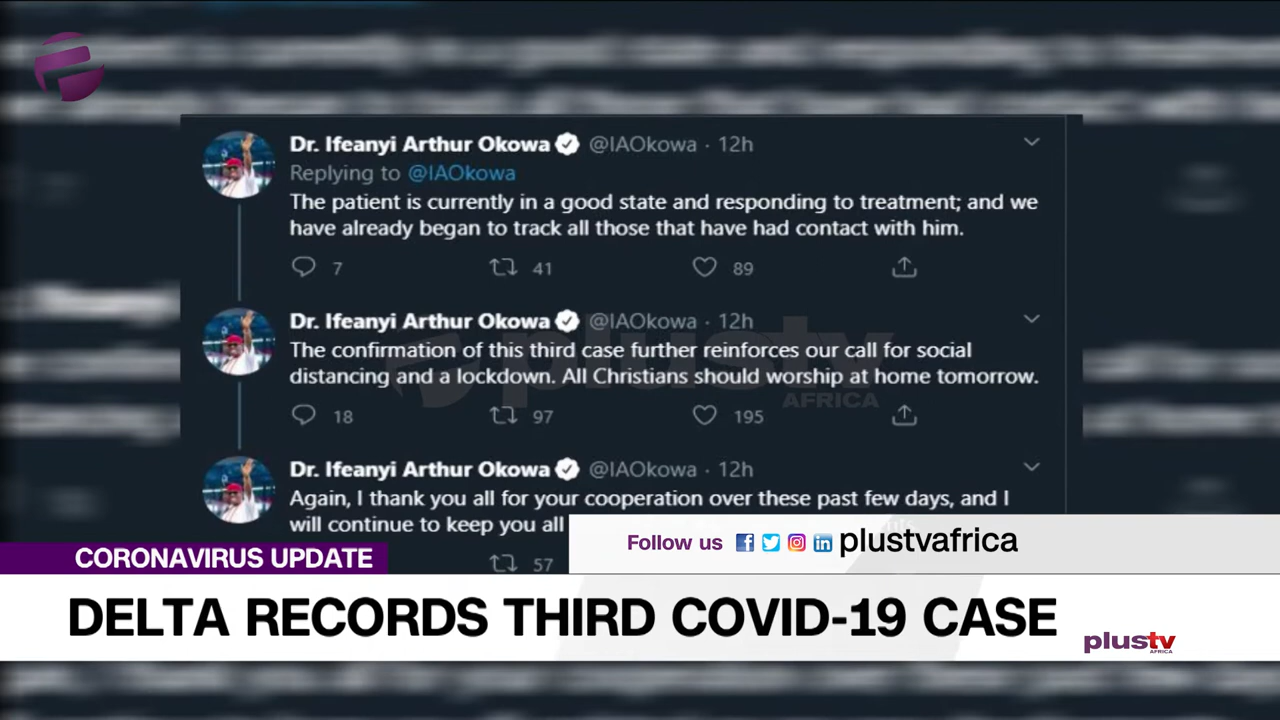 Dr. Ifeanyi Arthur Okowa @IAOkowa · 12h
Replying to @IAOkowa
The patient is currently in a good state and responding to treatment; and we
have already began to track all those that have had contact with him.
7 41 89
Dr. Ifeanyi Arthur Okowa @IAOkowa · 12h
The confirmation of this third case further reinforces our call for social
distancing and a lockdown. All Christians should worship at home tomorrow.
18 97 195
plustv
AFRICA
Dr. Ifeanyi Arthur Okowa @IAOkowa · 12h
Again, I thank you all for your cooperation over these past few days, and I
will continue to keep you all
57
Follow us plustvafrica
CORONAVIRUS UPDATE
DELTA RECORDS THIRD COVID-19 CASE
plustv
AFRICA